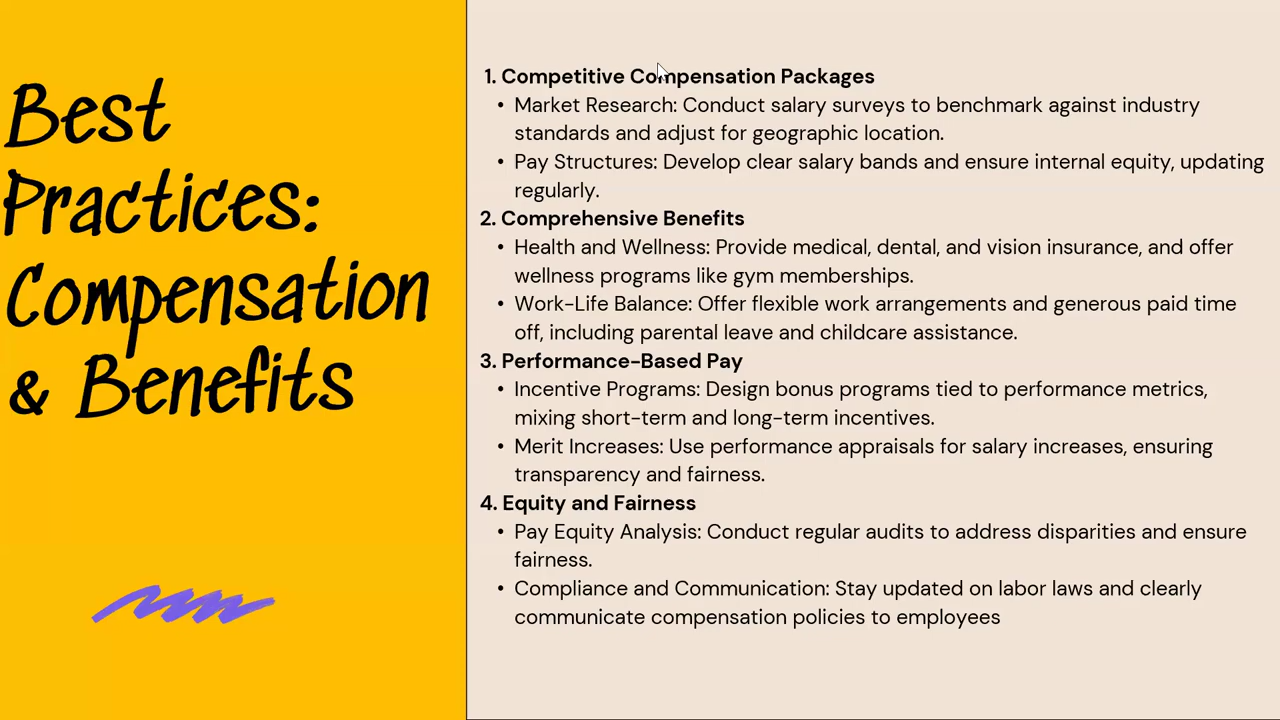 Best
Practices:
Compensation
& Benefits
1. Competitive Compensation Packages
• Market Research: Conduct salary surveys to benchmark against industry
standards and adjust for geographic location.
• Pay Structures: Develop clear salary bands and ensure internal equity, updating
regularly.
2. Comprehensive Benefits
• Health and Wellness: Provide medical, dental, and vision insurance, and offer
wellness programs like gym memberships.
• Work-Life Balance: Offer flexible work arrangements and generous paid time
off, including parental leave and childcare assistance.
3. Performance-Based Pay
• Incentive Programs: Design bonus programs tied to performance metrics,
mixing short-term and long-term incentives.
• Merit Increases: Use performance appraisals for salary increases, ensuring
transparency and fairness.
4. Equity and Fairness
• Pay Equity Analysis: Conduct regular audits to address disparities and ensure
fairness.
• Compliance and Communication: Stay updated on labor laws and clearly
communicate compensation policies to employees